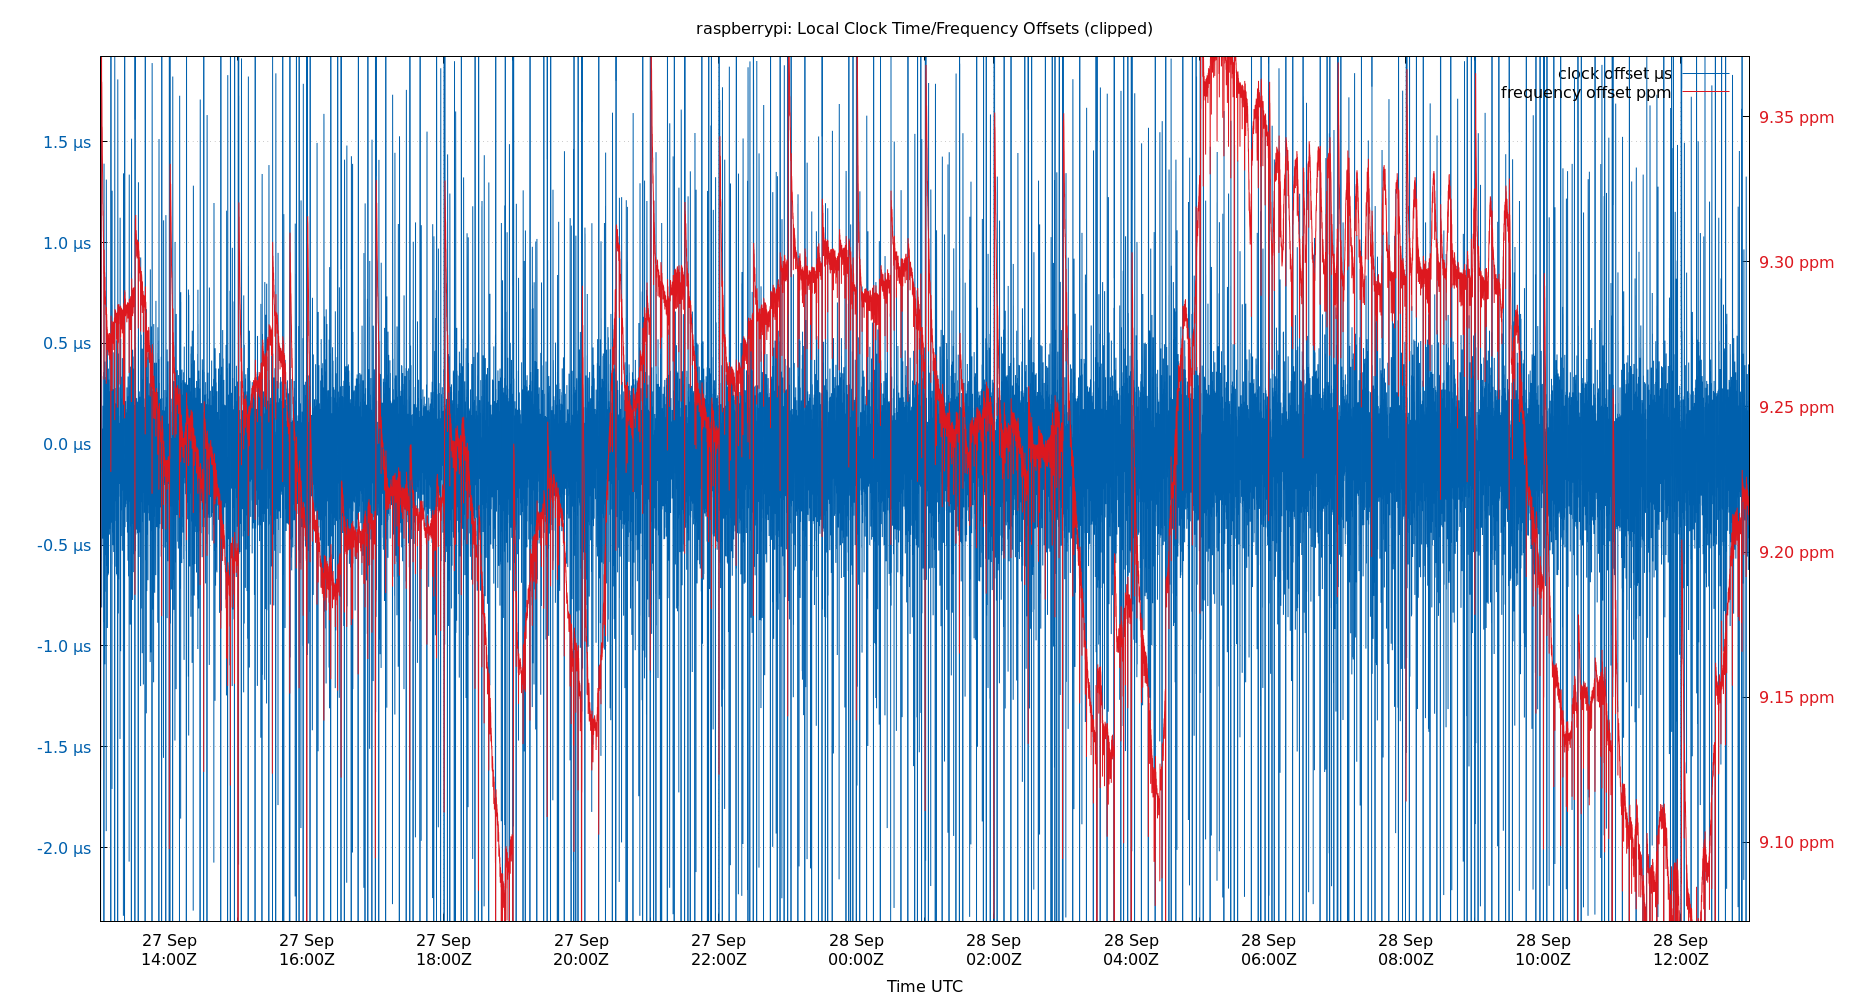 raspberrypi: Local Clock Time/Frequency Offsets (clipped)
clock offset µs
frequency offset ppm
1.5 µs
1.0 µs
0.5 µs
0.0 µs
-0.5 µs
-1.0 µs
-1.5 µs
-2.0 µs
9.35 ppm
9.30 ppm
9.25 ppm
9.20 ppm
9.15 ppm
9.10 ppm
27 Sep 27 Sep 27 Sep 27 Sep 27 Sep 28 Sep 28 Sep 28 Sep 28 Sep 28 Sep 28 Sep 28 Sep
14:00Z 16:00Z 18:00Z 20:00Z 22:00Z 00:00Z 02:00Z 04:00Z 06:00Z 08:00Z 10:00Z 12:00Z
Time UTC